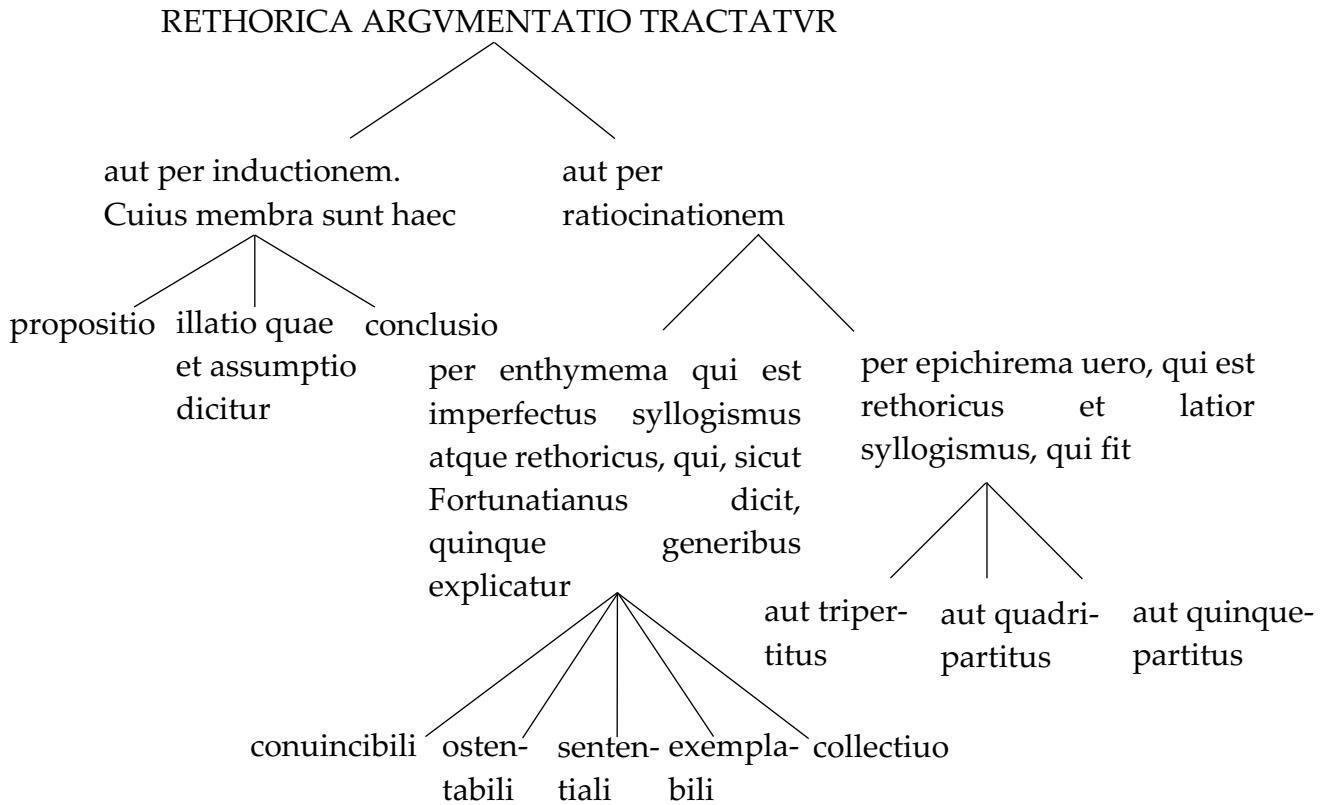 RETHORICA ARGVMENTATIO TRACTATVR
aut per inductionem.
Cuius membra sunt haec
aut per
ratiocinationem
propositio
illatio quae
et assumptio
dicitur
conclusio
per enthymema qui est
imperfectus syllogismus
atque rethoricus, qui, sicut
Fortunatianus dicit,
quinque generibus
explicatur
per epichirema uero, qui est
rethoricus et latior
syllogismus, qui fit
aut triper-
titus
aut quadri-
partitus
aut quinque-
partitus
conuincibili
osten-
tabili
senten-
tiali
exempla-
bili
collectiuo